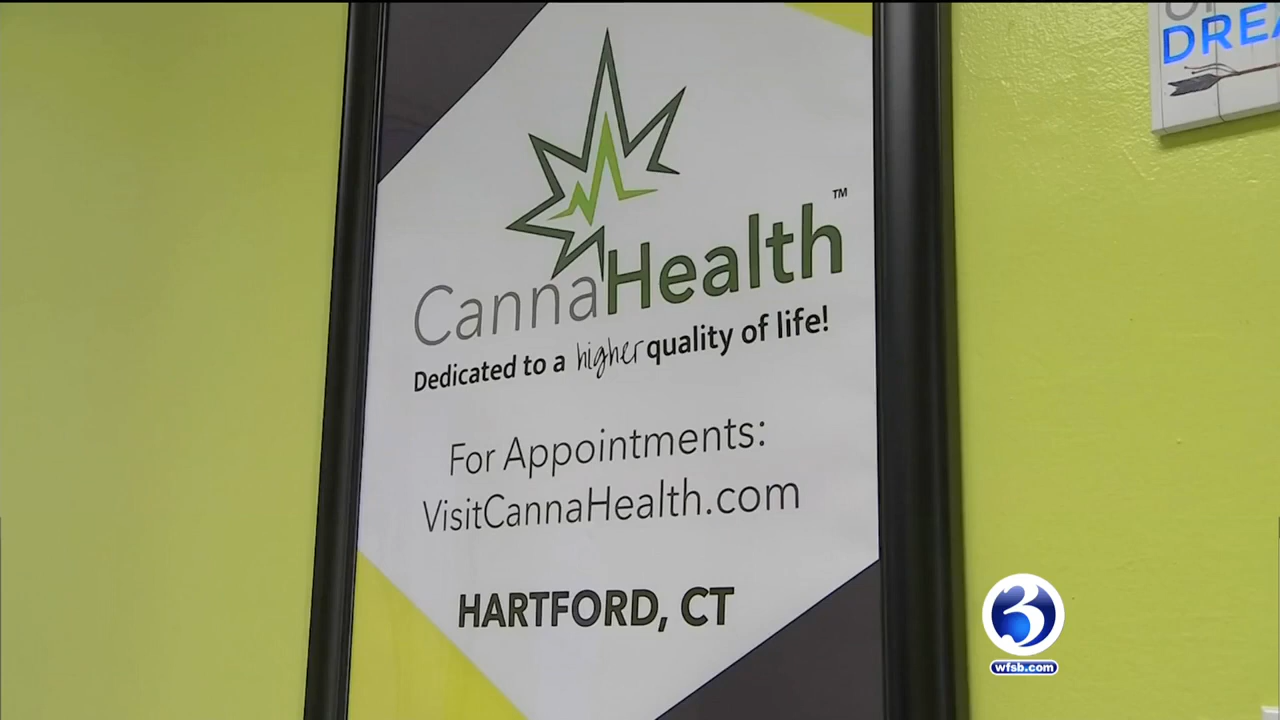 DREA
CannaHealth™
Dedicated to a higher quality of life!
For Appointments:
VisitCannaHealth.com
HARTFORD, CT
3
wfsb.com